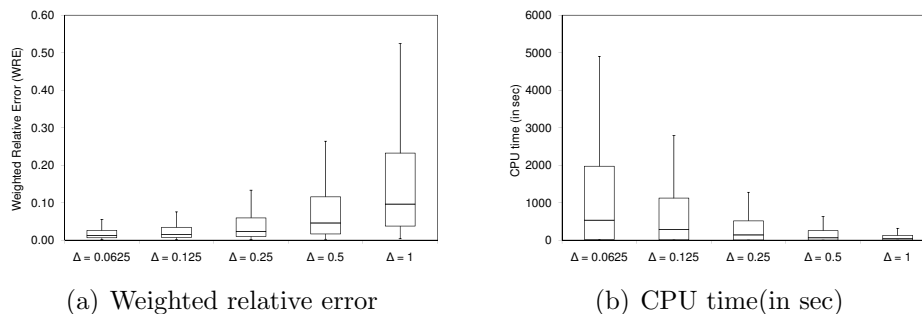 0.60
0.50
0.40
0.30
0.20
0.10
0.00
Weighted Relative Error (WRE)
Δ = 0.0625 Δ = 0.125 Δ = 0.25 Δ = 0.5 Δ = 1
(a) Weighted relative error
6000
5000
4000
3000
2000
1000
0
CPU time (in sec)
Δ = 0.0625 Δ = 0.125 Δ = 0.25 Δ = 0.5 Δ = 1
(b) CPU time(in sec)